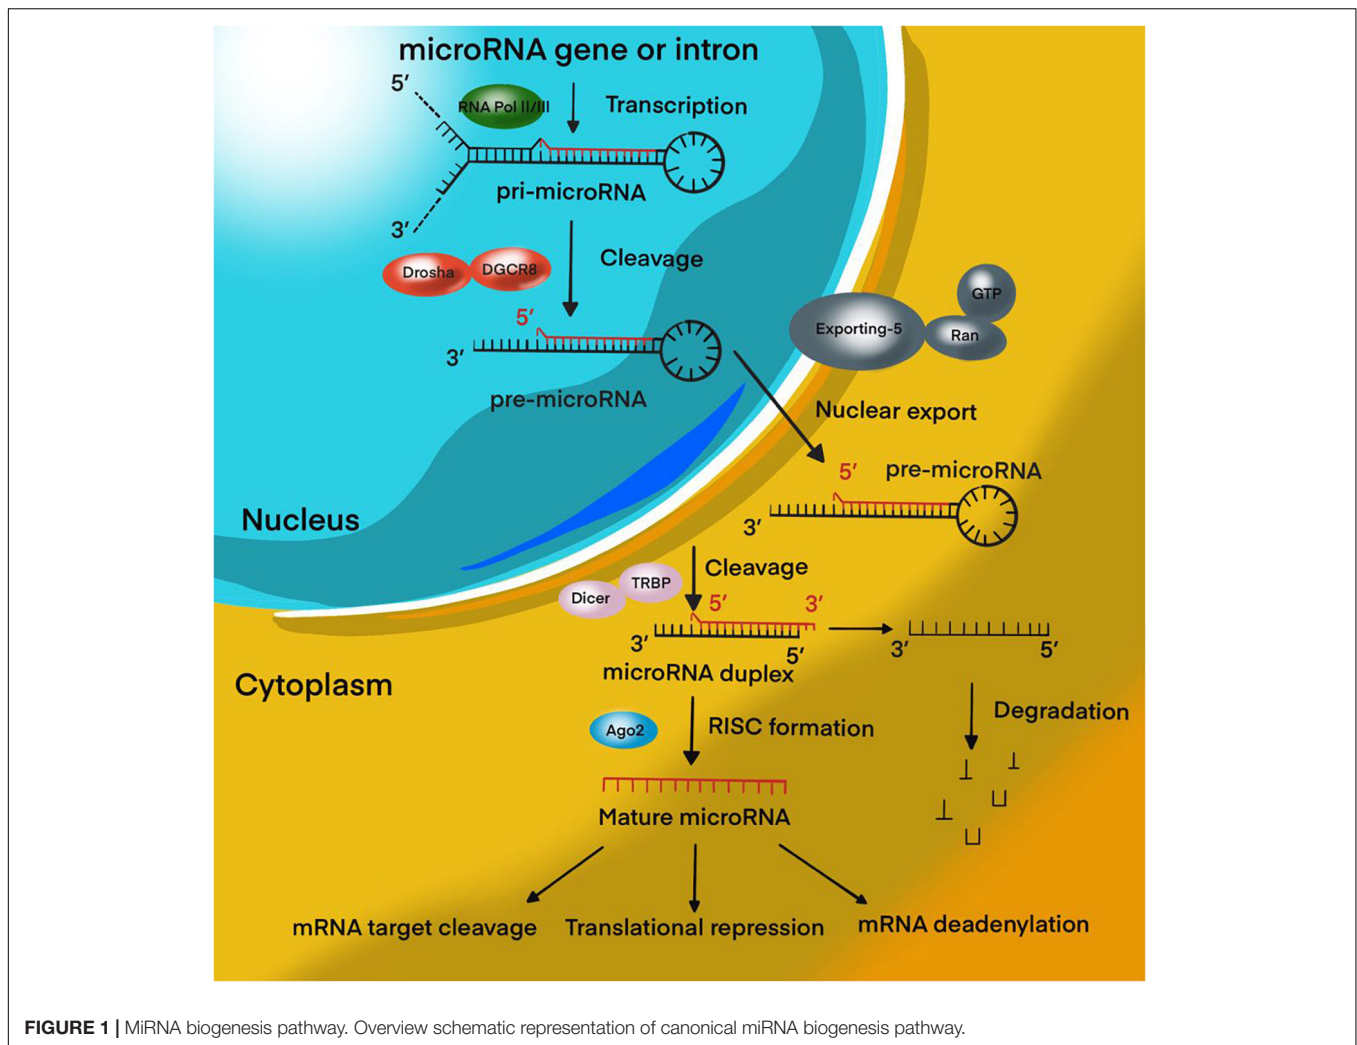 microRNA gene or intron
5′
RNA Pol II/III
Transcription
pri-microRNA
3′
Drosha
DGCR8
Cleavage
5′
3′
pre-microRNA
GTP
Exporting-5
Ran
Nuclear export
5′
pre-microRNA
3′
Nucleus
Cleavage
Dicer
TRBP
5′
3′
3′
5′
microRNA duplex
3′
5′
Cytoplasm
Ago2
RISC formation
Degradation
Mature microRNA
mRNA target cleavage
Translational repression
mRNA deadenylation
FIGURE 1 | MiRNA biogenesis pathway. Overview schematic representation of canonical miRNA biogenesis pathway.